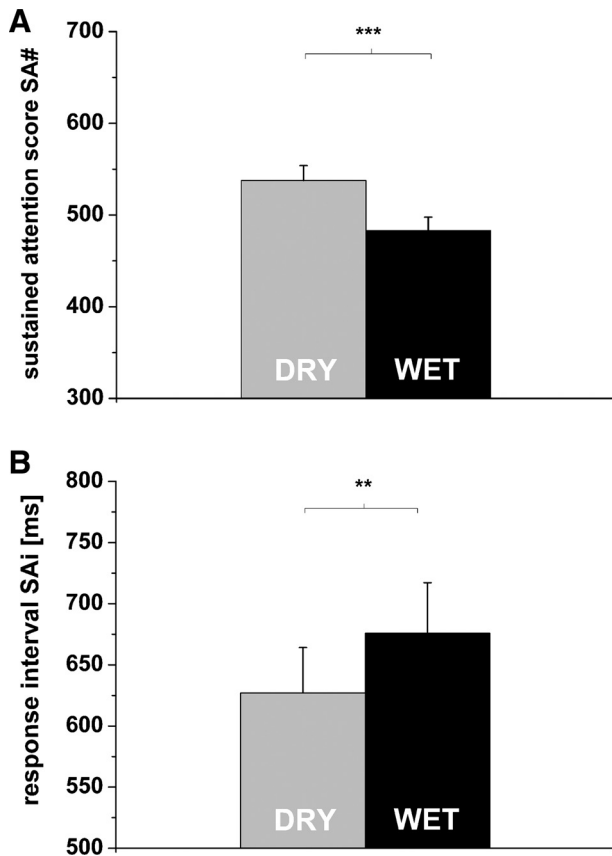 A
sustained attention score SA#
700
600
500
400
300
***
DRY
WET
B
response interval SAi [ms]
800
750
700
650
600
550
500
**
DRY
WET